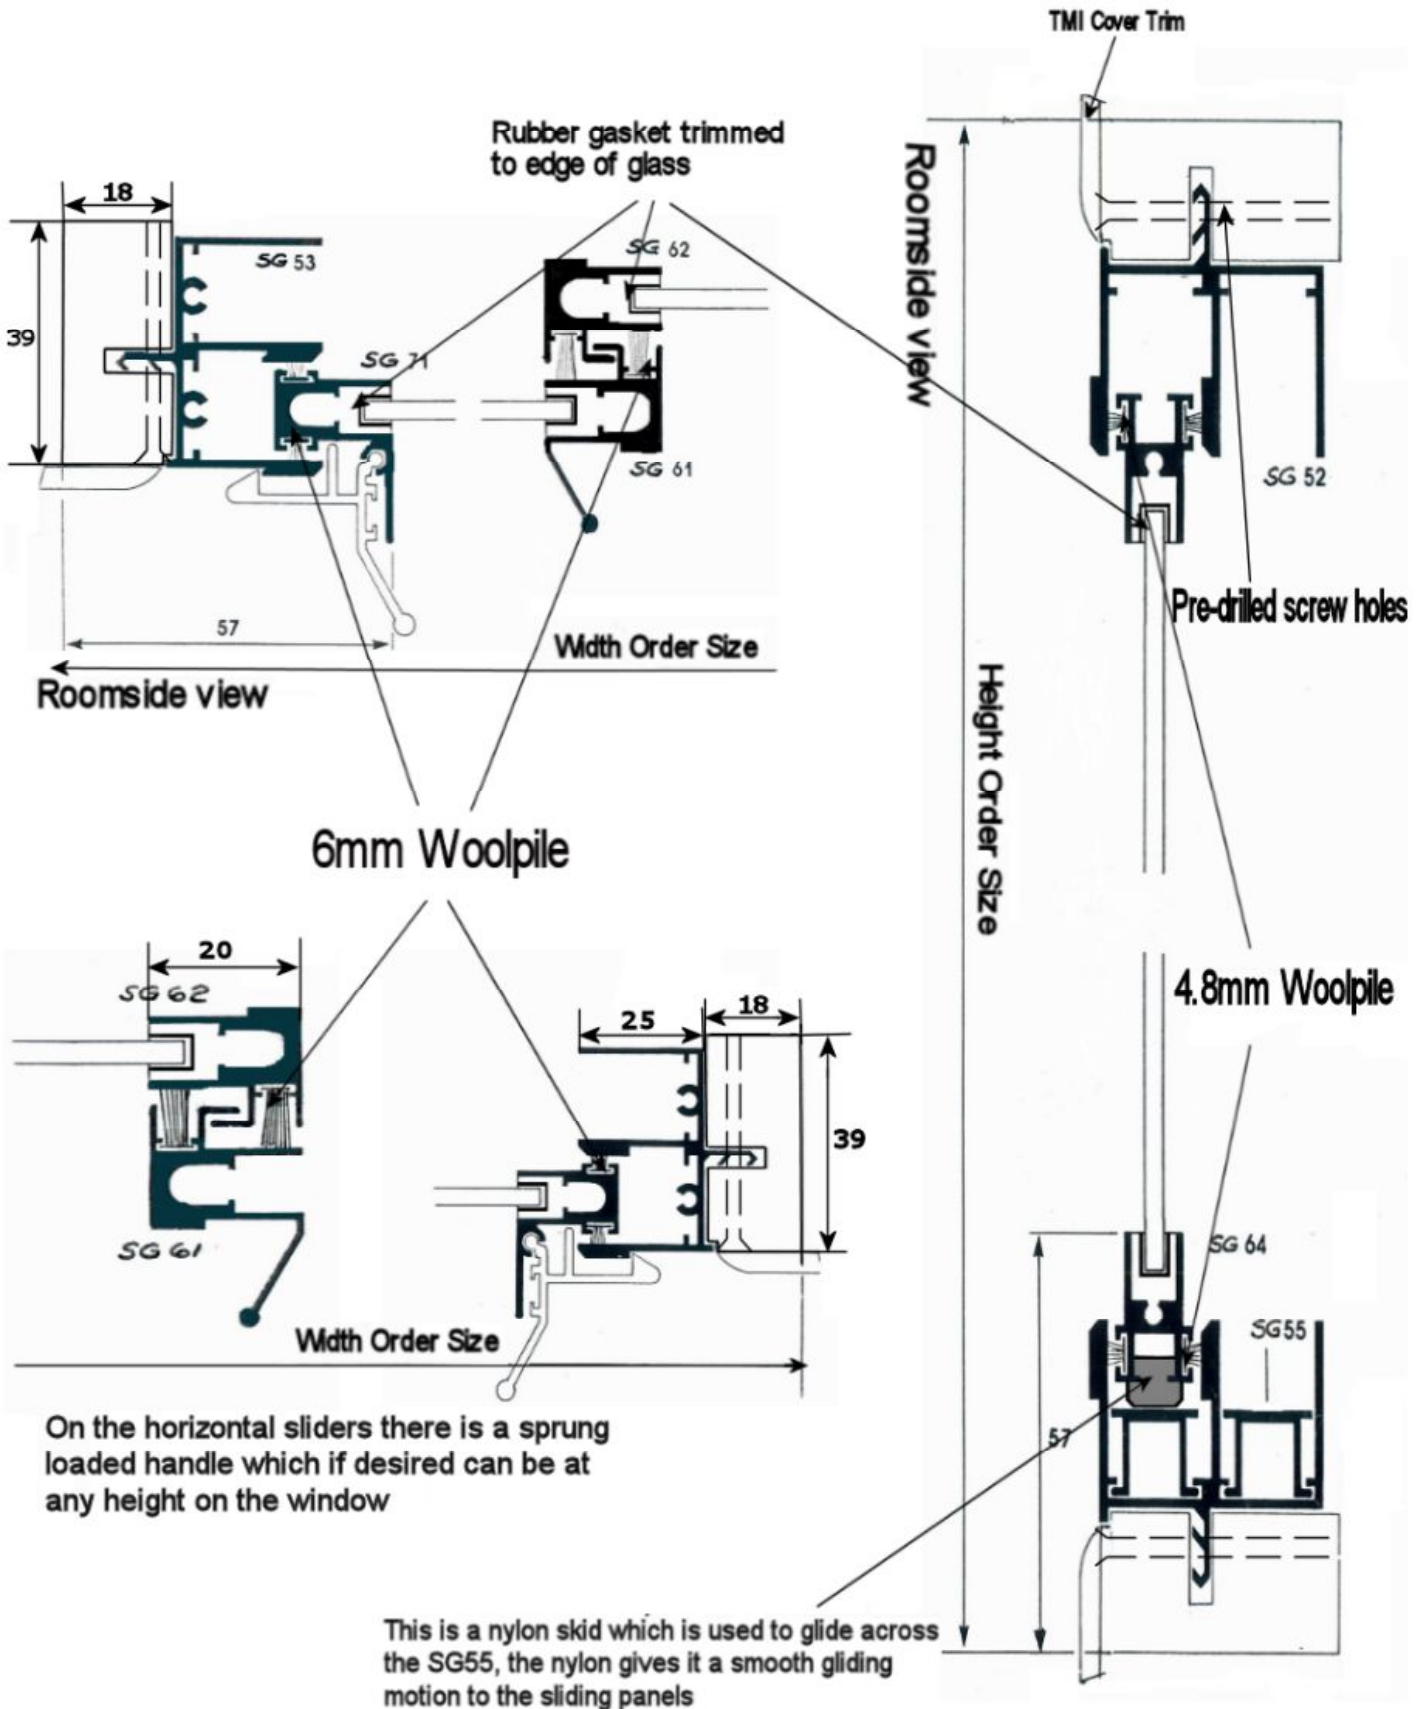 TMI Cover Trim
Rubber gasket trimmed
to edge of glass
18
39
SG 53
SG 62
SG 71
SG 61
57
Width Order Size
Roomside view
Roomside view
SG 52
Pre-drilled screw holes
Height Order Size
6mm Woolpile
4.8mm Woolpile
20
SG 62
SG 61
25
18
39
Width Order Size
SG 64
SG55
57
On the horizontal sliders there is a sprung
loaded handle which if desired can be at
any height on the window
This is a nylon skid which is used to glide across
the SG55, the nylon gives it a smooth gliding
motion to the sliding panels